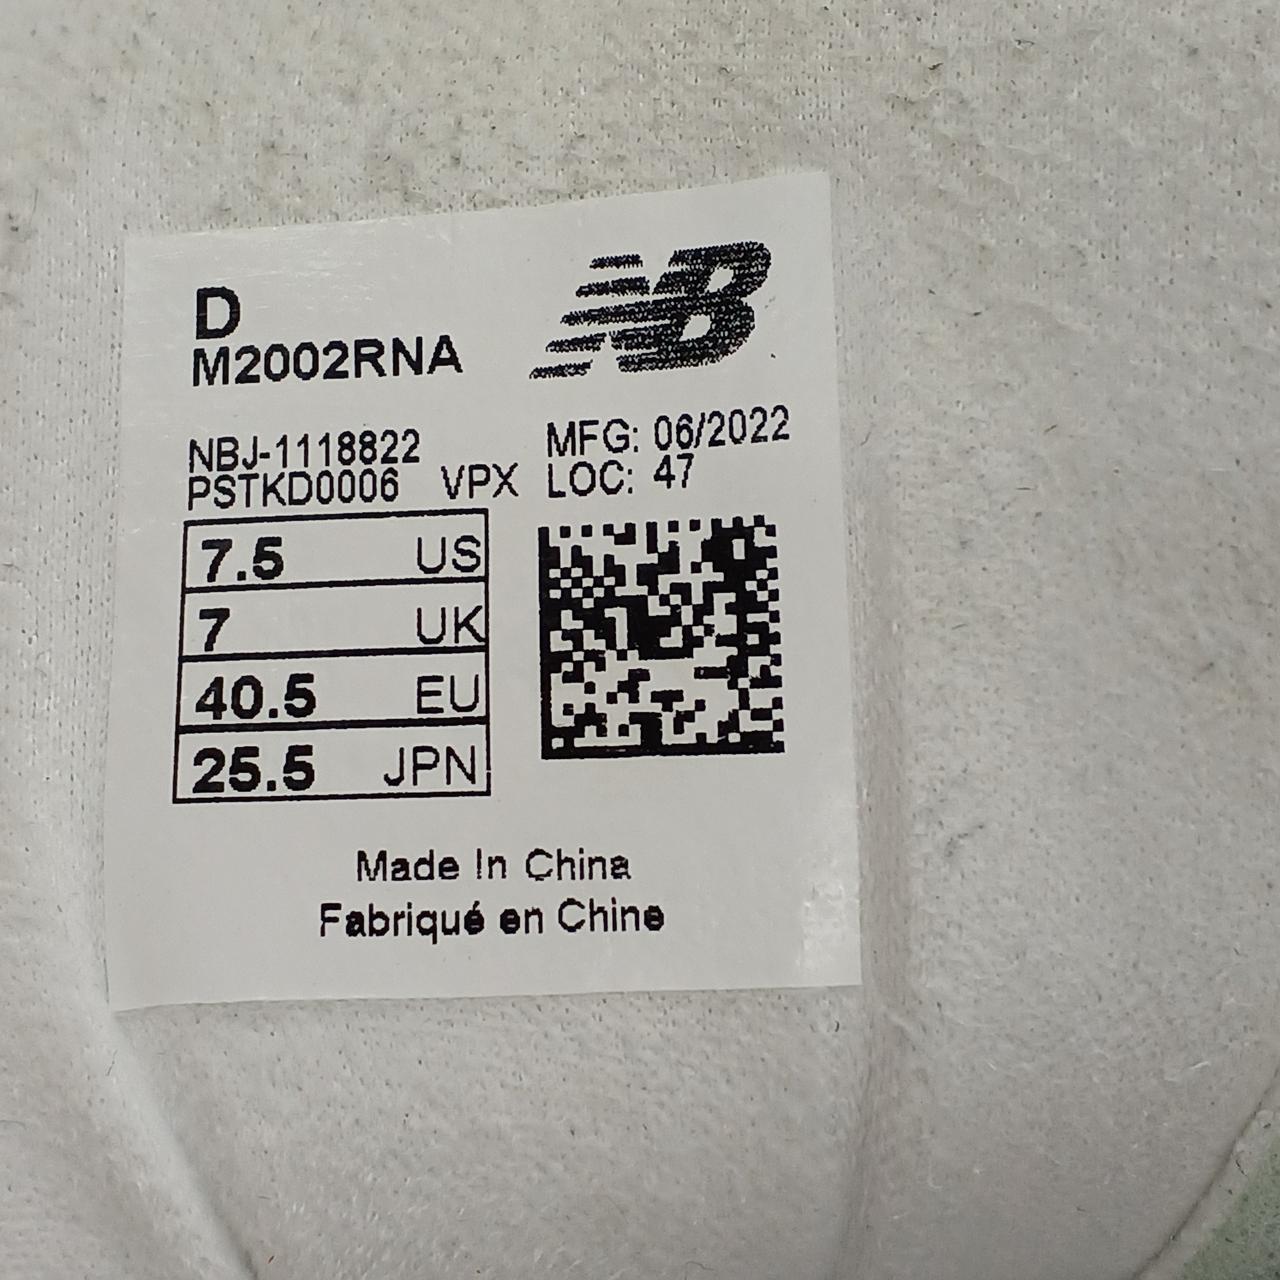 D
M2002RNA
NB
NBJ-1118822
PSTKD0006 VPX
MFG: 06/2022
LOC: 47
7.5 US
7 UK
40.5 EU
25.5 JPN
Made In China
Fabriqué en Chine